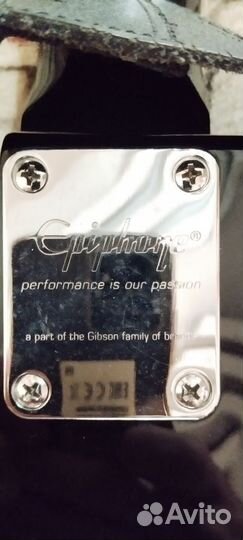 Epiphone®
performance is our passion
a part of the Gibson family of brands
Avito